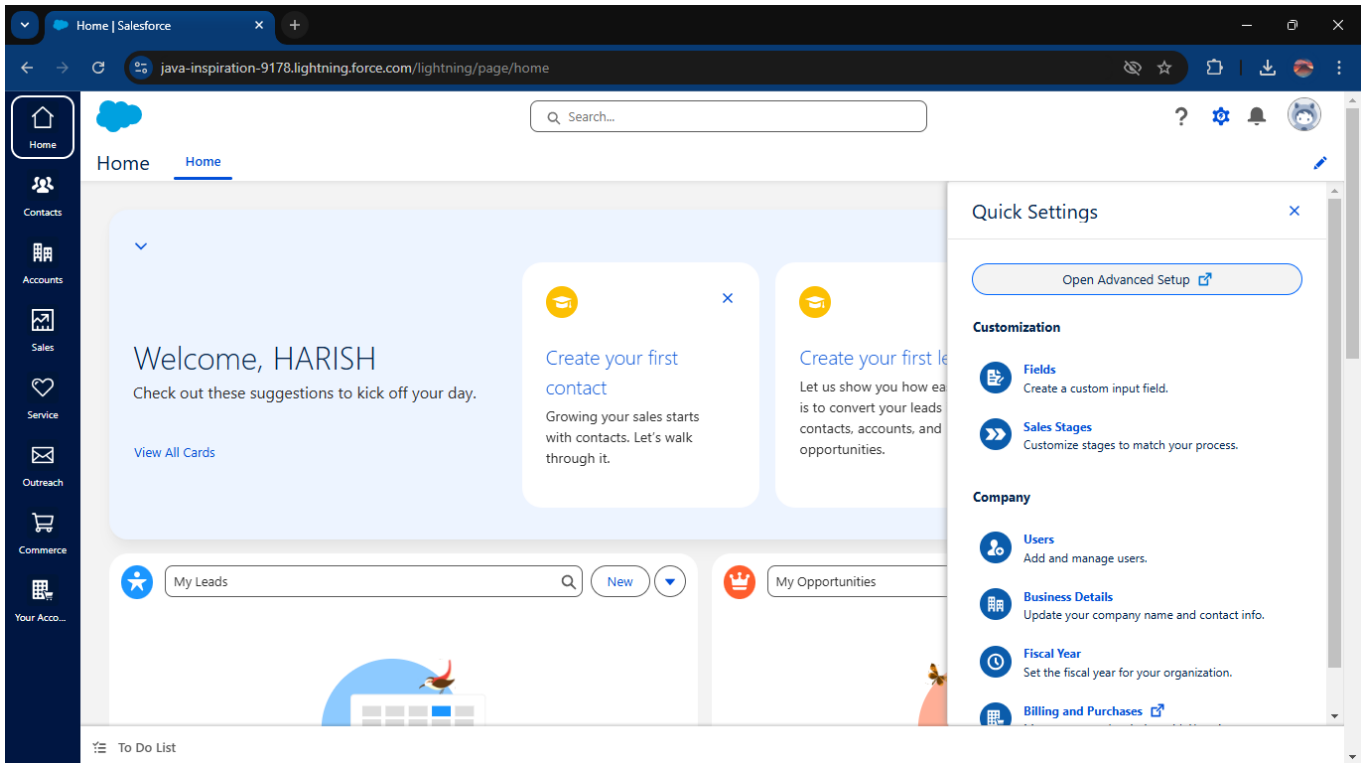 Home | Salesforce
java-inspiration-9178.lightning.force.com/lightning/page/home
Home
Contacts
Accounts
Sales
Service
Outreach
Commerce
Your Acco...
Search...
Home
Home
Welcome, HARISH
Check out these suggestions to kick off your day.
View All Cards
Create your first
contact
Growing your sales starts
with contacts. Let's walk
through it.
Create your first le
Let us show you how ea
is to convert your leads
contacts, accounts, and
opportunities.
My Leads
New
My Opportunities
Quick Settings
Open Advanced Setup
Customization
Fields
Create a custom input field.
Sales Stages
Customize stages to match your process.
Company
Users
Add and manage users.
Business Details
Update your company name and contact info.
Fiscal Year
Set the fiscal year for your organization.
Billing and Purchases
To Do List